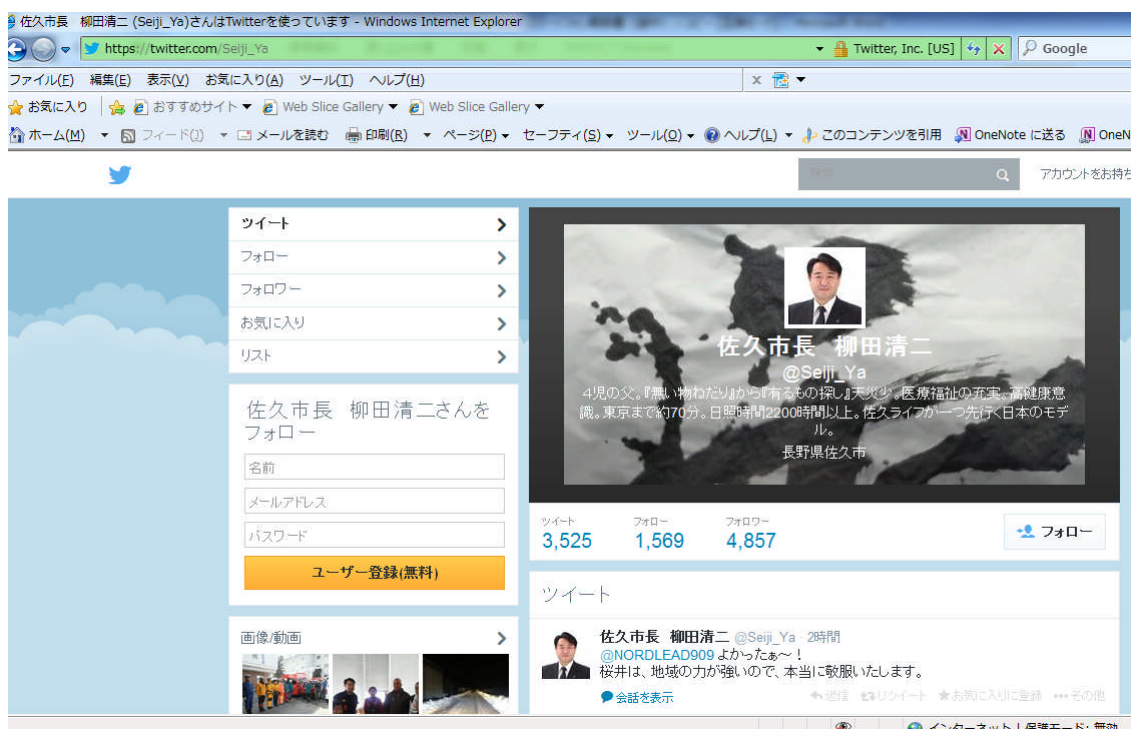 佐久市長 柳田清二 (Seiji_Ya)さんはTwitterを使っています - Windows Internet Explorer
https://twitter.com/Seiji_Ya
Twitter, Inc. [US]
Google
ファイル(F) 編集(E) 表示(V) お気に入り(A) ツール(T) ヘルプ(H)
x
お気に入り おすすめサイト Web Slice Gallery Web Slice Gallery
ホーム(M) フィード(J) メールを読む 印刷(R) ページ(P) セーフティ(S) ツール(O) ヘルプ(L) このコンテンツを引用 OneNote に送る OneN
アカウントをお持ち
ツイート
フォロー
フォロワー
お気に入り
リスト
佐久市長 柳田清二さんを
フォロー
名前
メールアドレス
パスワード
ユーザー登録(無料)
画像/動画
佐久市長 柳田清二
@Seiji_Ya
4児の父。『無い物ねだり』から『有るもの探し』天災少。医療福祉の充実。高健康意
識。東京まで約70分。日照時間2200時間以上。佐久ライフが一つ先行く日本のモデ
ル。
長野県佐久市
ツイート フォロー フォロワー
3,525 1,569 4,857
フォロー
ツイート
佐久市長 柳田清二 @Seiji_Ya · 2時間
@NORDLEAD909 よかったぁ～！
桜井は、地域の力が強いので、本当に敬服いたします。
会話を表示
返信 リツイート お気に入りに登録 その他
インターネット | 保護モード: 無効